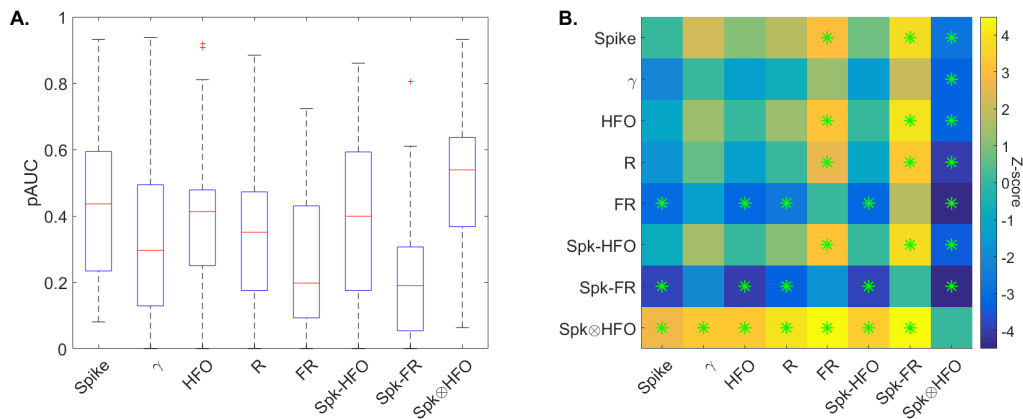 A.
pAUC
1
0.8
0.6
0.4
0.2
0
Spike
γ
HFO
R
FR
Spk-HFO
Spk-FR
Spk⊗HFO
B.
Spike
γ
HFO
R
FR
Spk-HFO
Spk-FR
Spk⊗HFO
Spike
γ
HFO
R
FR
Spk-HFO
Spk-FR
Spk⊗HFO
4
3
2
1
0
-1
-2
-3
-4
Z-score